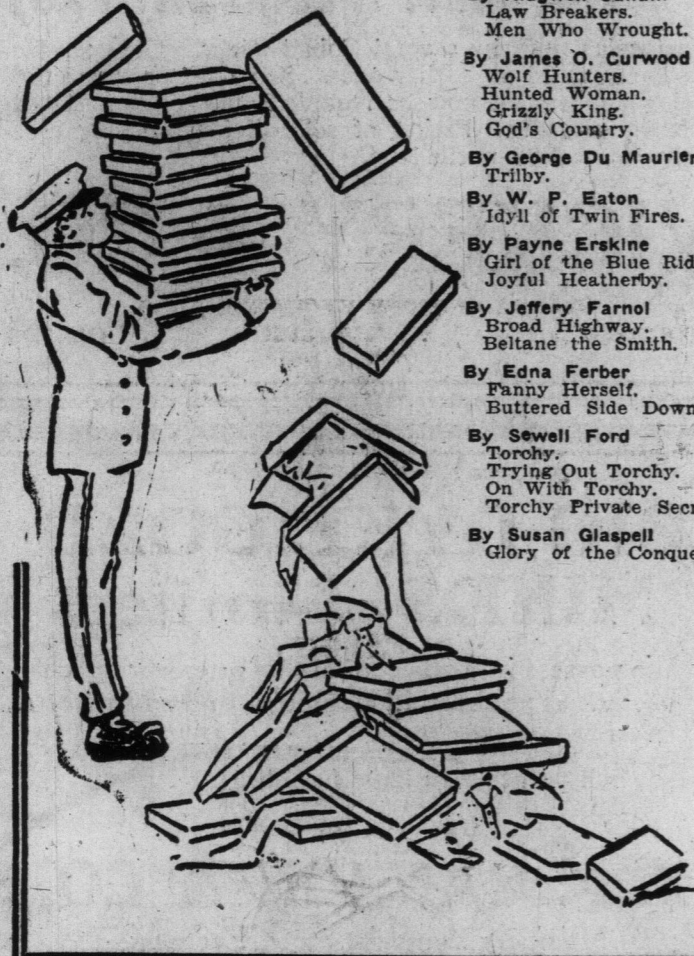 Law Breakers.
Men Who Wrought.
By James O. Curwood
Wolf Hunters.
Hunted Woman.
Grizzly King.
God's Country.
By George Du Maurier
Trilby.
By W. P. Eaton
Idyll of Twin Fires.
By Payne Erskine
Girl of the Blue Rid
Joyful Heatherby.
By Jeffery Farnol
Broad Highway.
Beltane the Smith.
By Edna Ferber
Fanny Herself.
Buttered Side Down
By Sewell Ford
Torchy.
Trying Out Torchy.
On With Torchy.
Torchy Private Secr
By Susan Glaspell
Glory of the Conque